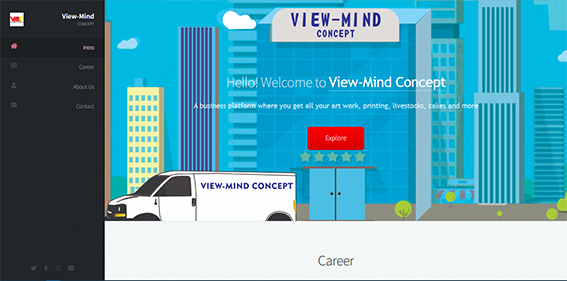 View-Mind
CONCEPT
Intro
Career
About Us
Contact
VIEW-MIND
CONCEPT
Hello! Welcome to View-Mind Concept
A business platform where you get all your art work, printing, livestocks, cakes and more
Explore
VIEW-MIND CONCEPT
Career